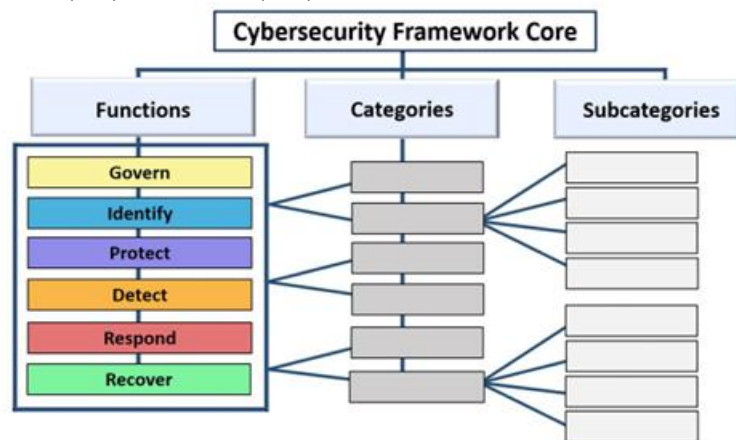 Cybersecurity Framework Core
Functions
Categories
Subcategories
Govern
Identify
Protect
Detect
Respond
Recover